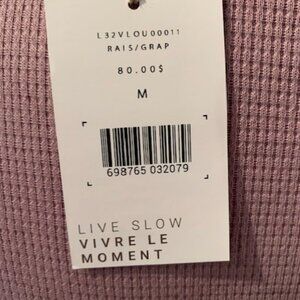 L32VLOU00011
RAIS/GRAP
80.00$
M
698765 032079
LIVE SLOW
VIVRE LE
MOMENT